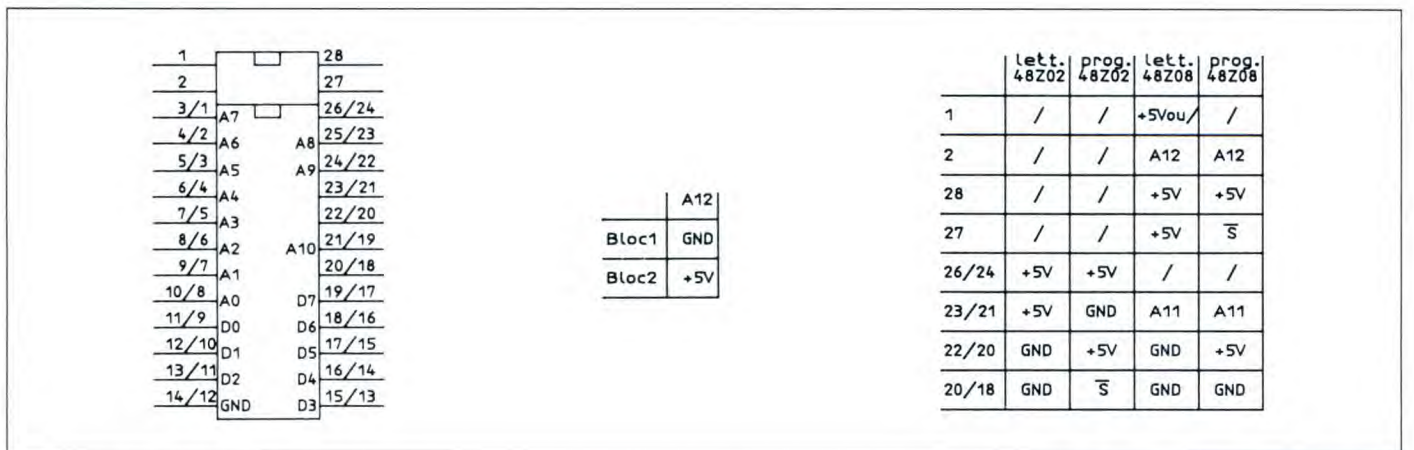 1 28
2 27
3/1 A7 26/24
4/2 A6 A8 25/23
5/3 A5 A9 24/22
6/4 A4 23/21
7/5 A3 22/20
8/6 A2 A10 21/19
9/7 A1 20/18
10/8 A0 D7 19/17
11/9 D0 D6 18/16
12/10 D1 D5 17/15
13/11 D2 D4 16/14
14/12 GND D3 15/13
A12
Bloc1 GND
Bloc2 +5V
lett. prog. lett. prog.
48Z02 48Z02 48Z08 48Z08
1 / / +5Vou/ /
2 / / A12 A12
28 / / +5V +5V
27 / / +5V S̅
26/24 +5V +5V / /
23/21 +5V GND A11 A11
22/20 GND +5V GND +5V
20/18 GND S̅ GND GND